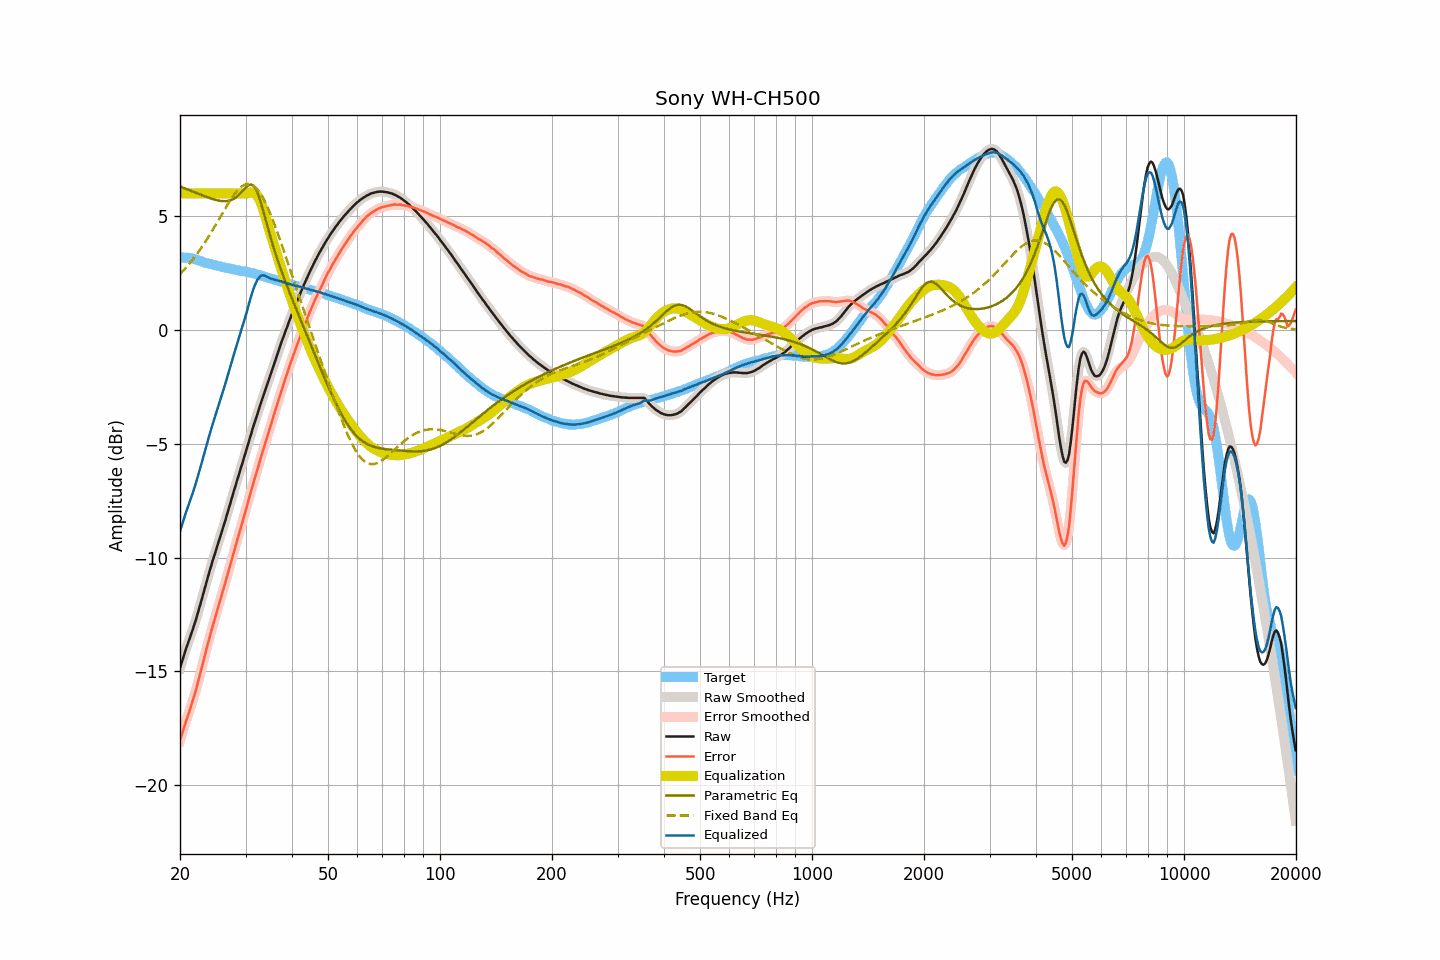 Sony WH-CH500
Amplitude (dBr)
5
0
−5
−10
−15
−20
Target
Raw Smoothed
Error Smoothed
Raw
Error
Equalization
Parametric Eq
Fixed Band Eq
Equalized
20 50 100 200 500 1000 2000 5000 10000 20000
Frequency (Hz)